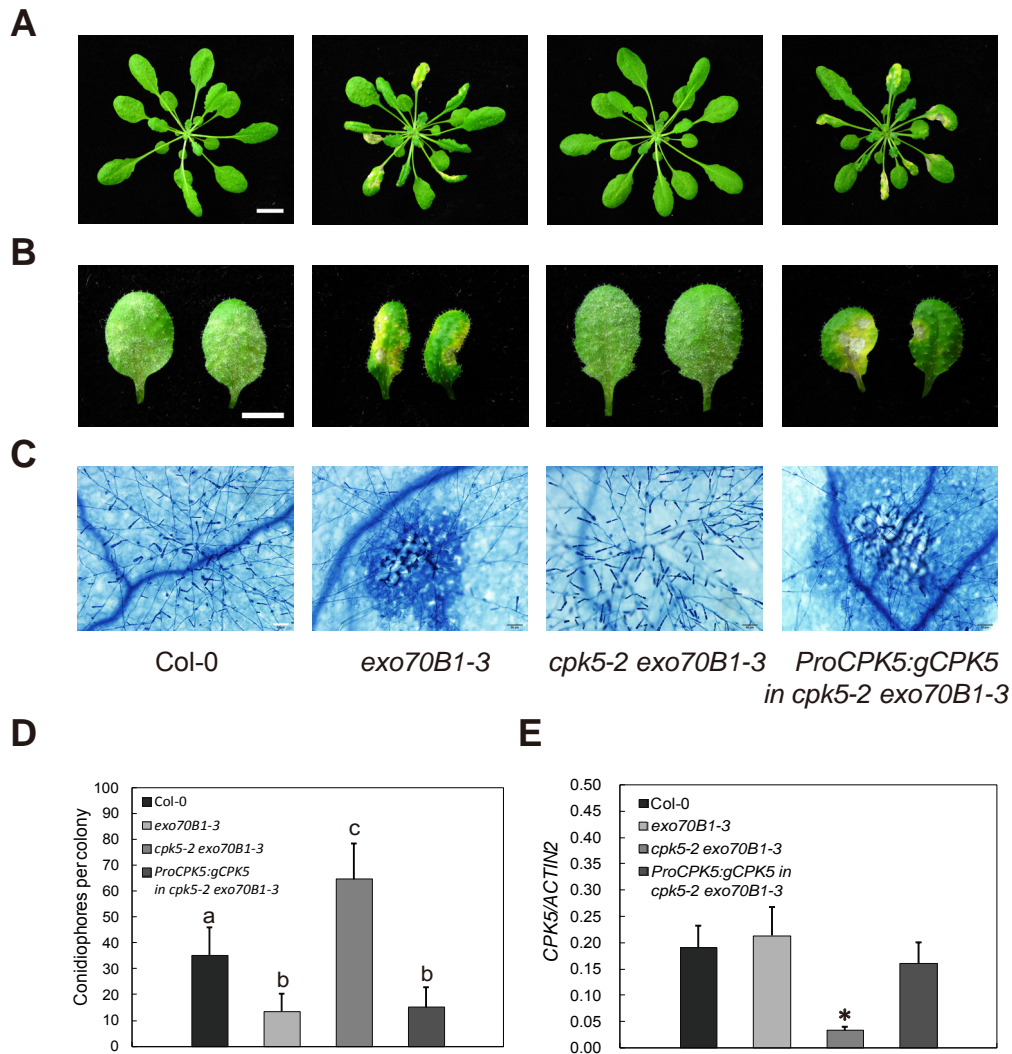 A
B
C
Col-0
exo70B1-3
cpk5-2 exo70B1-3
ProCPK5:gCPK5
in cpk5-2 exo70B1-3
D
Conidiophores per colony
100
90
80
70
60
50
40
30
20
10
0
Col-0
exo70B1-3
cpk5-2 exo70B1-3
ProCPK5:gCPK5
in cpk5-2 exo70B1-3
a
b
c
b
E
CPK5/ACTIN2
0.50
0.45
0.40
0.35
0.30
0.25
0.20
0.15
0.10
0.05
0.00
Col-0
exo70B1-3
cpk5-2 exo70B1-3
ProCPK5:gCPK5 in
cpk5-2 exo70B1-3
*